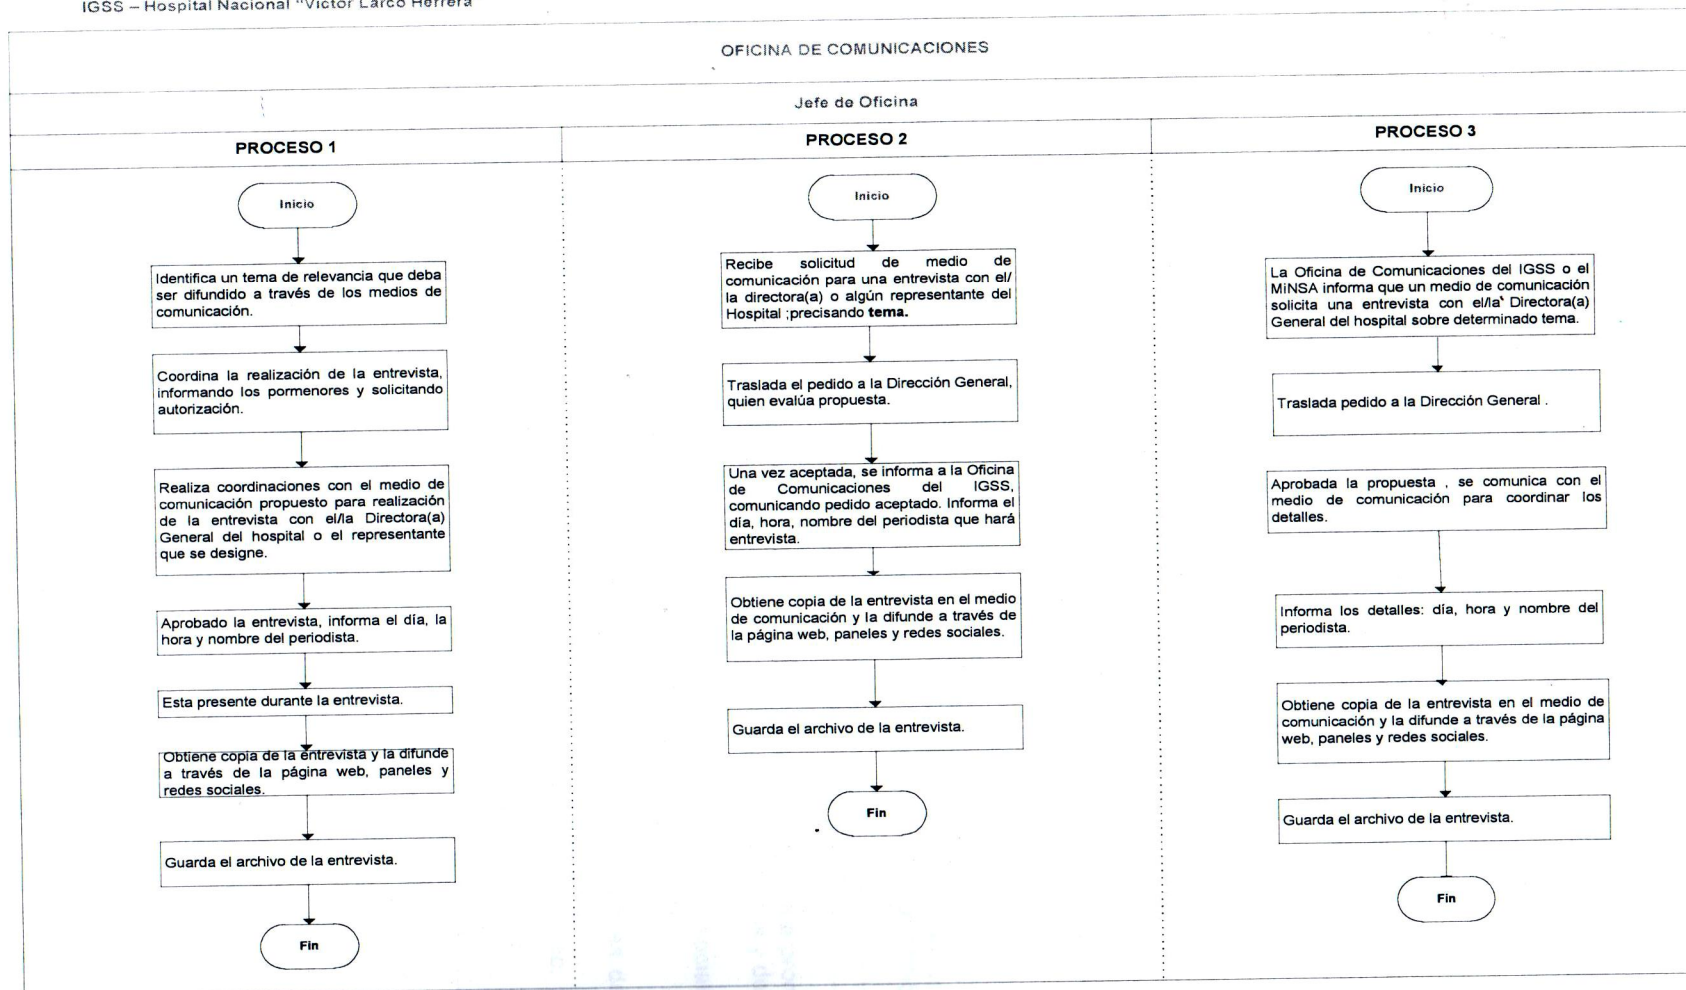 IGSS – Hospital Nacional "Víctor Larco Herrera"
OFICINA DE COMUNICACIONES
Jefe de Oficina
PROCESO 1
Inicio
Identifica un tema de relevancia que deba
ser difundido a través de los medios de
comunicación.
Coordina la realización de la entrevista,
informando los pormenores y solicitando
autorización.
Realiza coordinaciones con el medio de
comunicación propuesto para realización
de la entrevista con el/la Directora(a)
General del hospital o el representante
que se designe.
Aprobado la entrevista, informa el día, la
hora y nombre del periodista.
Esta presente durante la entrevista.
Obtiene copia de la entrevista y la difunde
a través de la página web, paneles y
redes sociales.
Guarda el archivo de la entrevista.
Fin
PROCESO 2
Inicio
Recibe solicitud de medio de
comunicación para una entrevista con el/
la directora(a) o algún representante del
Hospital ;precisando tema.
Traslada el pedido a la Dirección General,
quien evalúa propuesta.
Una vez aceptada, se informa a la Oficina
de Comunicaciones del IGSS,
comunicando pedido aceptado. Informa el
día, hora, nombre del periodista que hará
entrevista.
Obtiene copia de la entrevista en el medio
de comunicación y la difunde a través de
la página web, paneles y redes sociales.
Guarda el archivo de la entrevista.
Fin
PROCESO 3
Inicio
La Oficina de Comunicaciones del IGSS o el
MiNSA informa que un medio de comunicación
solicita una entrevista con el/la Directora(a)
General del hospital sobre determinado tema.
Traslada pedido a la Dirección General .
Aprobada la propuesta , se comunica con el
medio de comunicación para coordinar los
detalles.
Informa los detalles: día, hora y nombre del
periodista.
Obtiene copia de la entrevista en el medio de
comunicación y la difunde a través de la página
web, paneles y redes sociales.
Guarda el archivo de la entrevista.
Fin